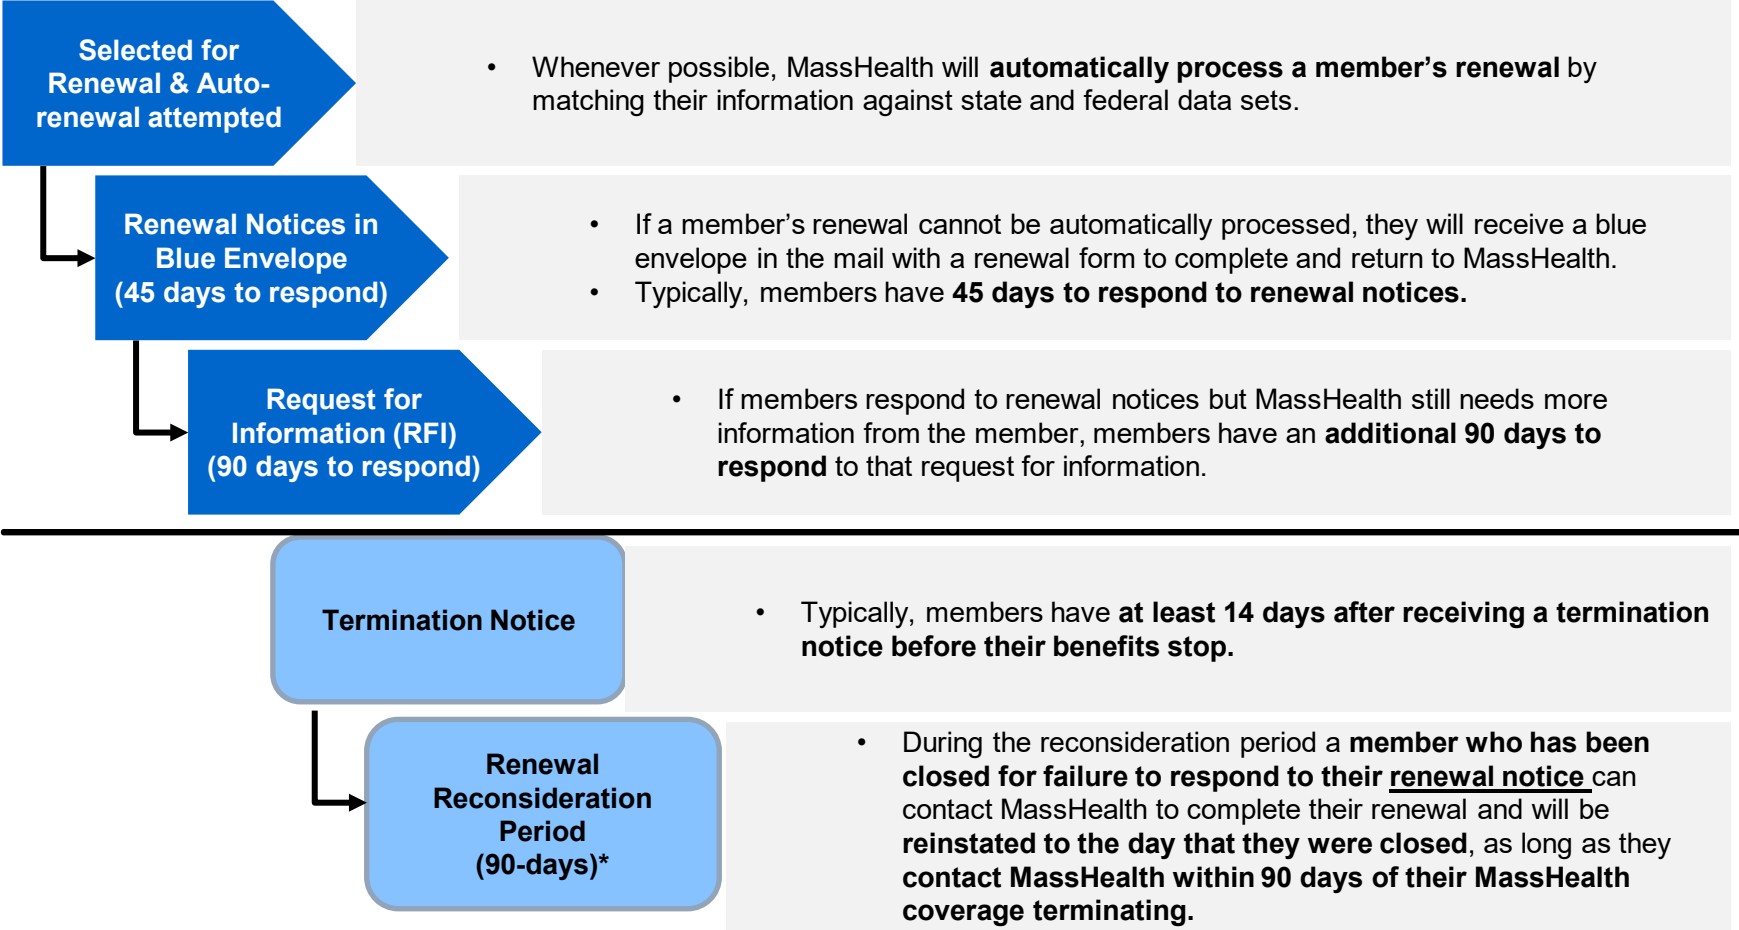 Selected for
Renewal & Auto-
renewal attempted
• Whenever possible, MassHealth will automatically process a member’s renewal by
matching their information against state and federal data sets.
Renewal Notices in
Blue Envelope
(45 days to respond)
• If a member’s renewal cannot be automatically processed, they will receive a blue
envelope in the mail with a renewal form to complete and return to MassHealth.
• Typically, members have 45 days to respond to renewal notices.
Request for
Information (RFI)
(90 days to respond)
• If members respond to renewal notices but MassHealth still needs more
information from the member, members have an additional 90 days to
respond to that request for information.
Termination Notice
• Typically, members have at least 14 days after receiving a termination
notice before their benefits stop.
Renewal
Reconsideration
Period
(90-days)*
• During the reconsideration period a member who has been
closed for failure to respond to their renewal notice can
contact MassHealth to complete their renewal and will be
reinstated to the day that they were closed, as long as they
contact MassHealth within 90 days of their MassHealth
coverage terminating.